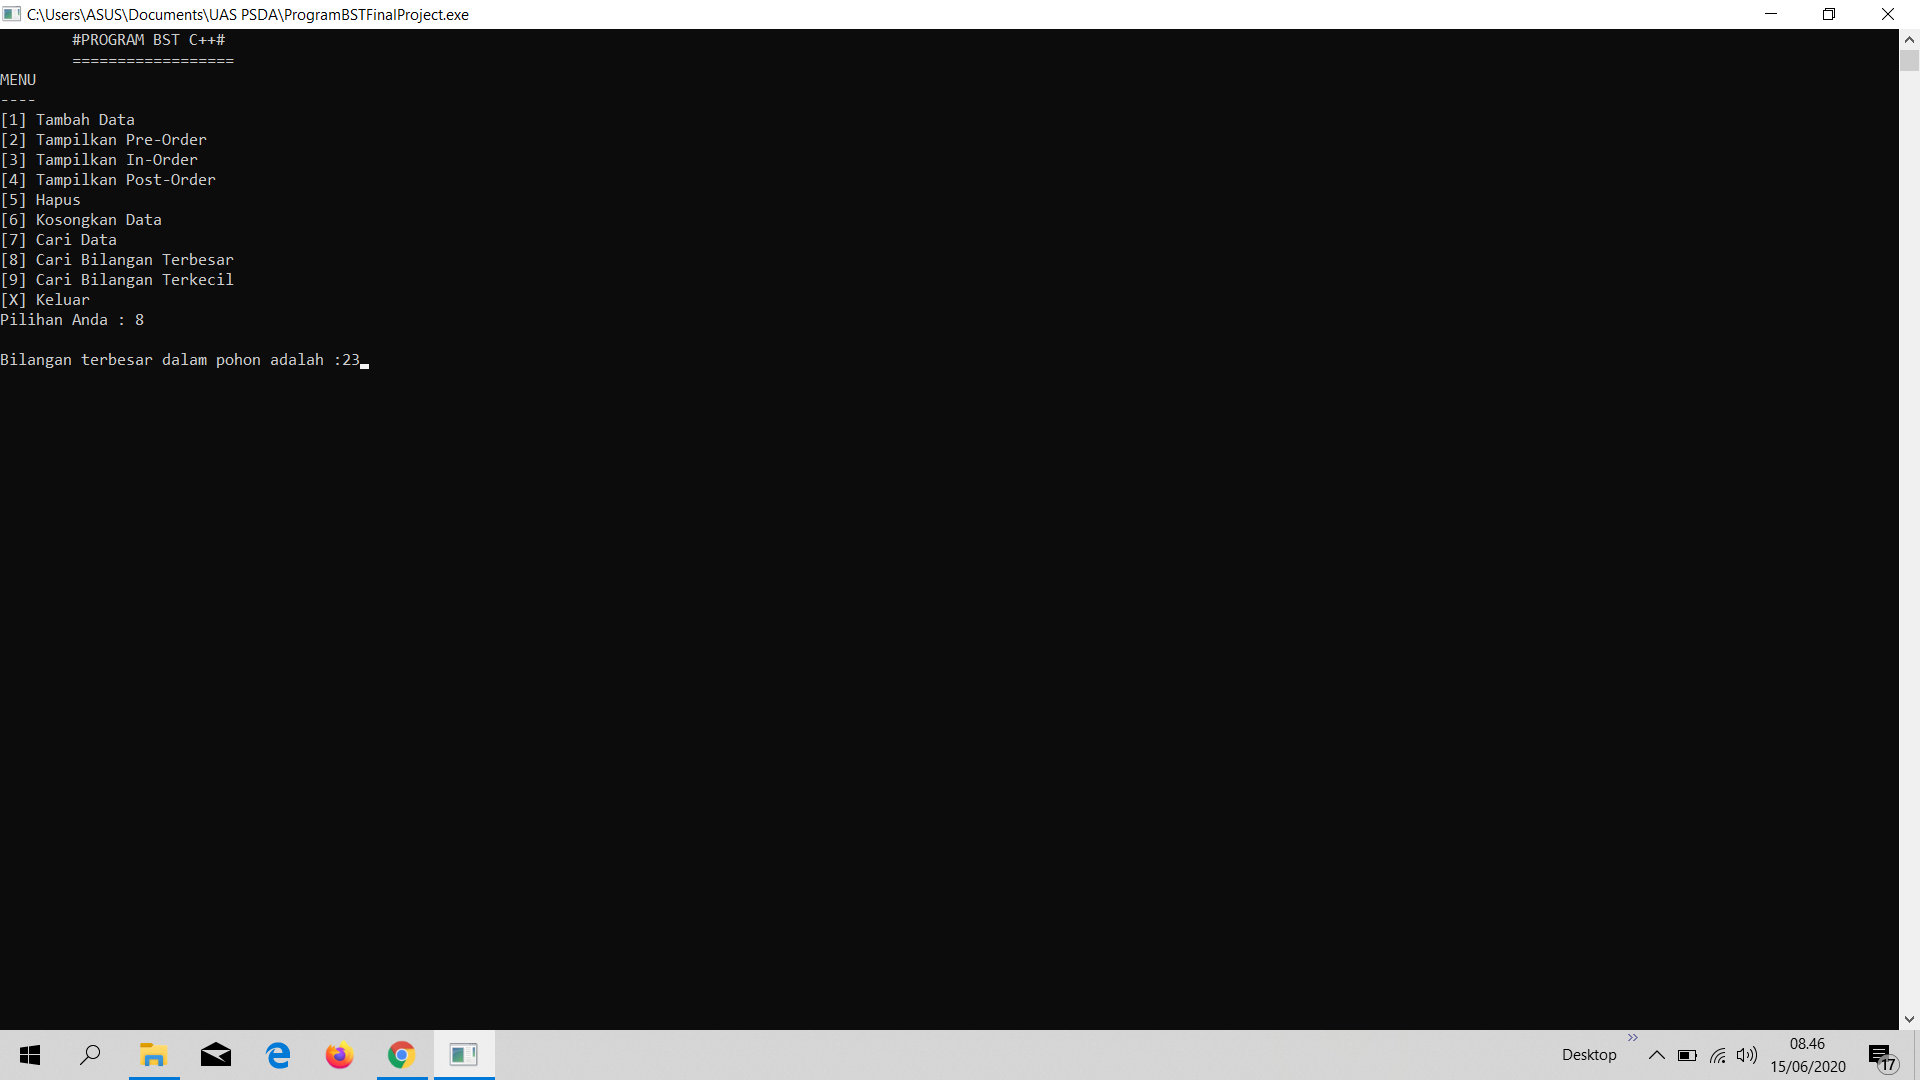 C:\Users\ASUS\Documents\UAS PSDA\ProgramBSTFinalProject.exe
#PROGRAM BST C++#
==================
MENU
----
[1] Tambah Data
[2] Tampilkan Pre-Order
[3] Tampilkan In-Order
[4] Tampilkan Post-Order
[5] Hapus
[6] Kosongkan Data
[7] Cari Data
[8] Cari Bilangan Terbesar
[9] Cari Bilangan Terkecil
[X] Keluar
Pilihan Anda : 8
Bilangan terbesar dalam pohon adalah :23
Desktop
08.46
15/06/2020
17